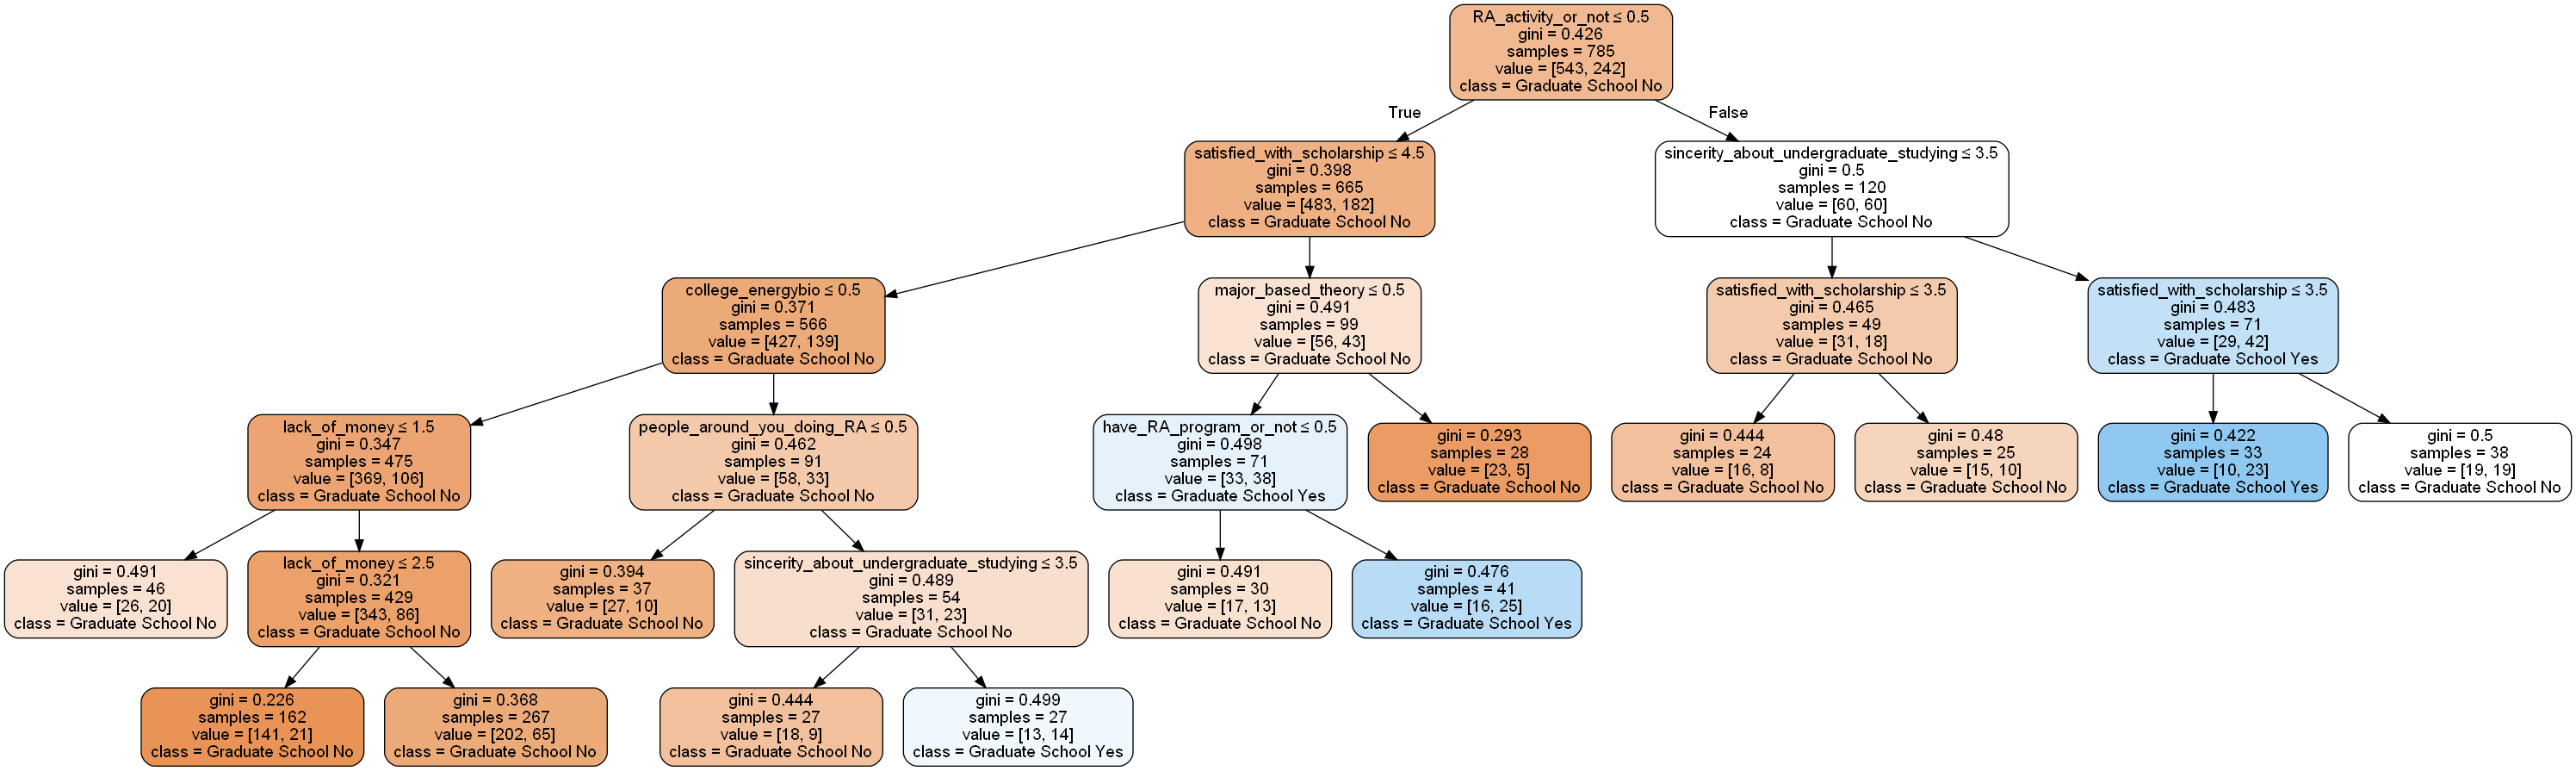 RA_activity_or_not ≤ 0.5
gini = 0.426
samples = 785
value = [543, 242]
class = Graduate School No
True
False
satisfied_with_scholarship ≤ 4.5
gini = 0.398
samples = 665
value = [483, 182]
class = Graduate School No
sincerity_about_undergraduate_studying ≤ 3.5
gini = 0.5
samples = 120
value = [60, 60]
class = Graduate School No
college_energybio ≤ 0.5
gini = 0.371
samples = 566
value = [427, 139]
class = Graduate School No
major_based_theory ≤ 0.5
gini = 0.491
samples = 99
value = [56, 43]
class = Graduate School No
satisfied_with_scholarship ≤ 3.5
gini = 0.465
samples = 49
value = [31, 18]
class = Graduate School No
satisfied_with_scholarship ≤ 3.5
gini = 0.483
samples = 71
value = [29, 42]
class = Graduate School Yes
lack_of_money ≤ 1.5
gini = 0.347
samples = 475
value = [369, 106]
class = Graduate School No
people_around_you_doing_RA ≤ 0.5
gini = 0.462
samples = 91
value = [58, 33]
class = Graduate School No
have_RA_program_or_not ≤ 0.5
gini = 0.498
samples = 71
value = [33, 38]
class = Graduate School Yes
gini = 0.293
samples = 28
value = [23, 5]
class = Graduate School No
gini = 0.444
samples = 24
value = [16, 8]
class = Graduate School No
gini = 0.48
samples = 25
value = [15, 10]
class = Graduate School No
gini = 0.422
samples = 33
value = [10, 23]
class = Graduate School Yes
gini = 0.5
samples = 38
value = [19, 19]
class = Graduate School No
gini = 0.491
samples = 46
value = [26, 20]
class = Graduate School No
lack_of_money ≤ 2.5
gini = 0.321
samples = 429
value = [343, 86]
class = Graduate School No
gini = 0.394
samples = 37
value = [27, 10]
class = Graduate School No
sincerity_about_undergraduate_studying ≤ 3.5
gini = 0.489
samples = 54
value = [31, 23]
class = Graduate School No
gini = 0.491
samples = 30
value = [17, 13]
class = Graduate School No
gini = 0.476
samples = 41
value = [16, 25]
class = Graduate School Yes
gini = 0.226
samples = 162
value = [141, 21]
class = Graduate School No
gini = 0.368
samples = 267
value = [202, 65]
class = Graduate School No
gini = 0.444
samples = 27
value = [18, 9]
class = Graduate School No
gini = 0.499
samples = 27
value = [13, 14]
class = Graduate School Yes